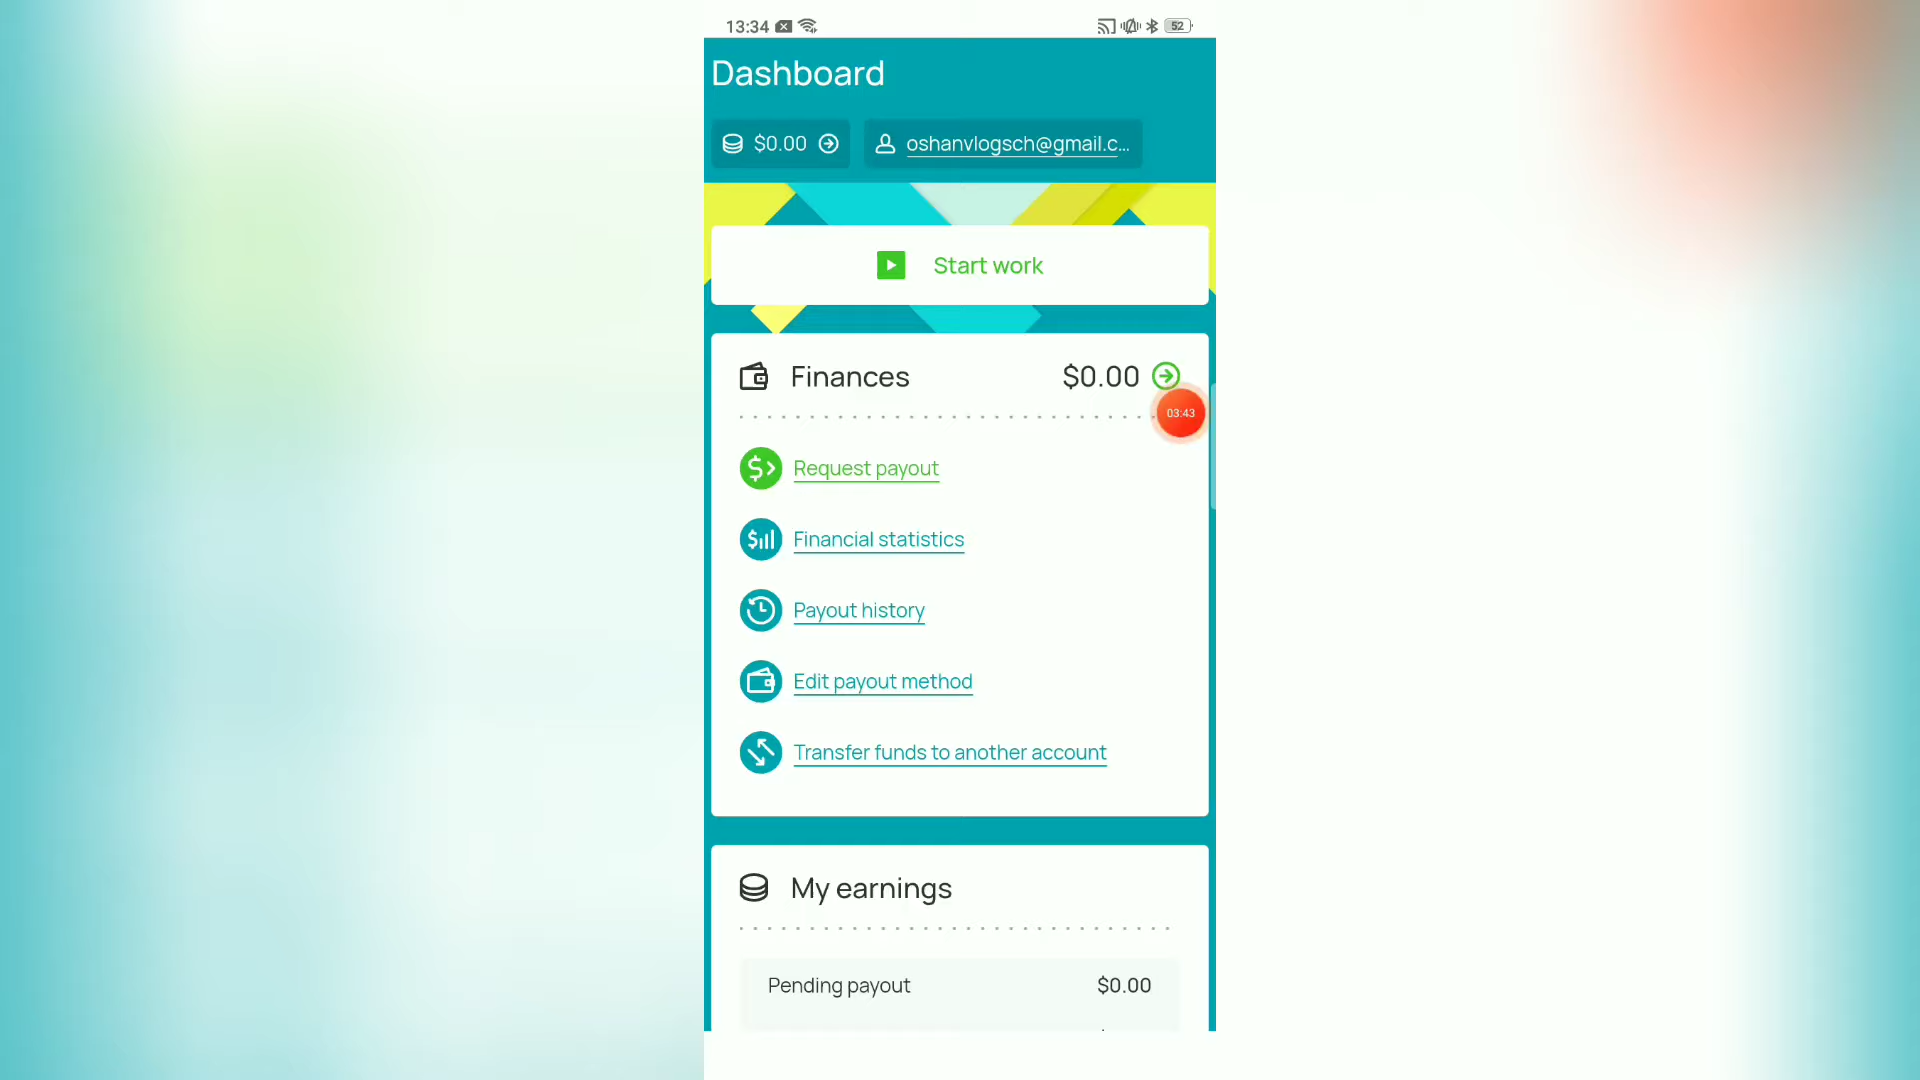 13:34 52
Dashboard
$0.00 oshanvlogsch@gmail.c...
Start work
Finances $0.00
03:43
Request payout
Financial statistics
Payout history
Edit payout method
Transfer funds to another account
My earnings
Pending payout $0.00